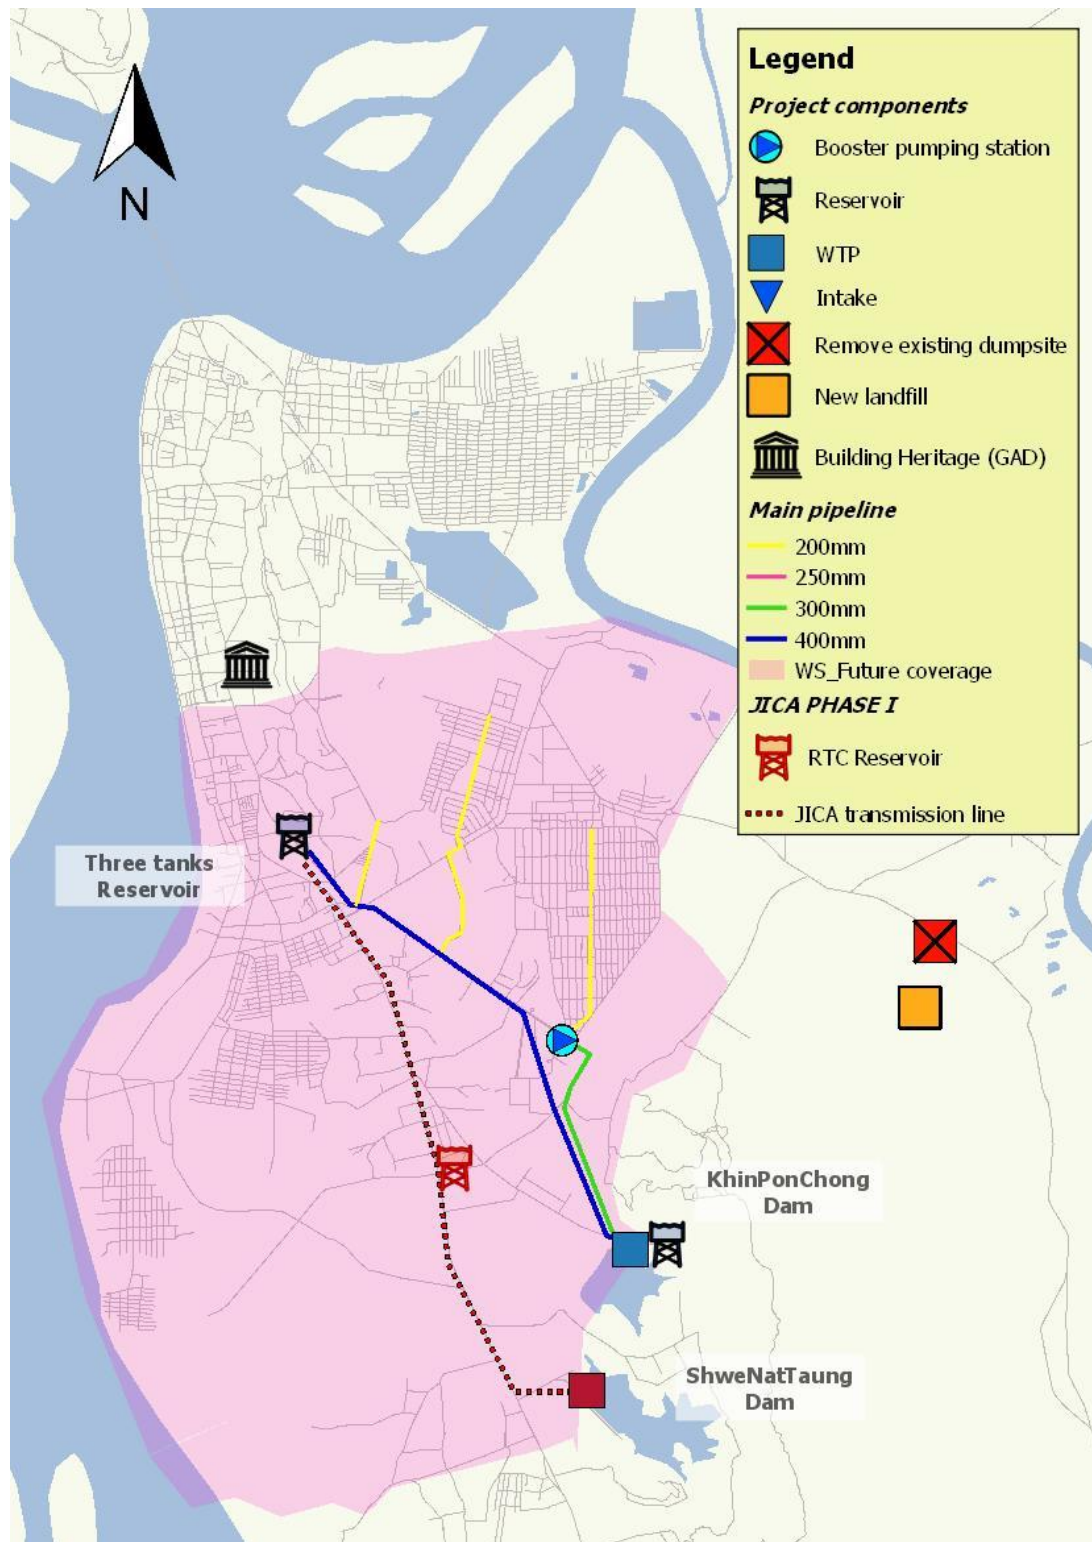 N
Legend
Project components
Booster pumping station
Reservoir
WTP
Intake
Remove existing dumpsite
New landfill
Building Heritage (GAD)
Main pipeline
200mm
250mm
300mm
400mm
WS_Future coverage
JICA PHASE I
RTC Reservoir
JICA transmission line
Three tanks
Reservoir
KhinPonChong
Dam
ShweNatTaung
Dam